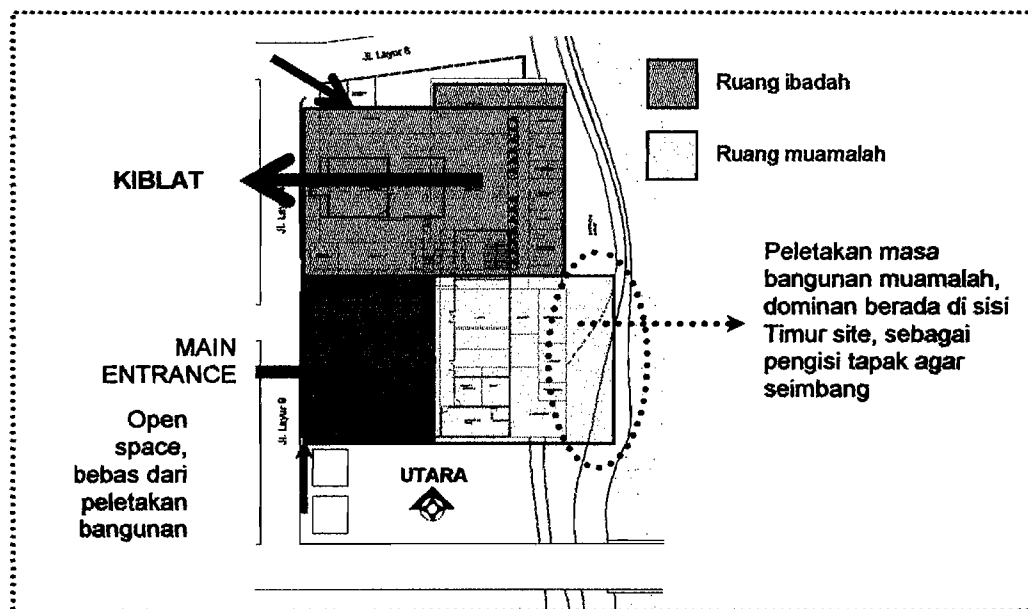 Jl. Layur 6
Ruang ibadah
Ruang muamalah
KIBLAT
Peletakan masa
bangunan muamalah,
dominan berada di sisi
Timur site, sebagai
pengisi tapak agar
seimbang
MAIN
ENTRANCE
Open
space,
bebas dari
peletakan
bangunan
Jl. Layur 9
UTARA